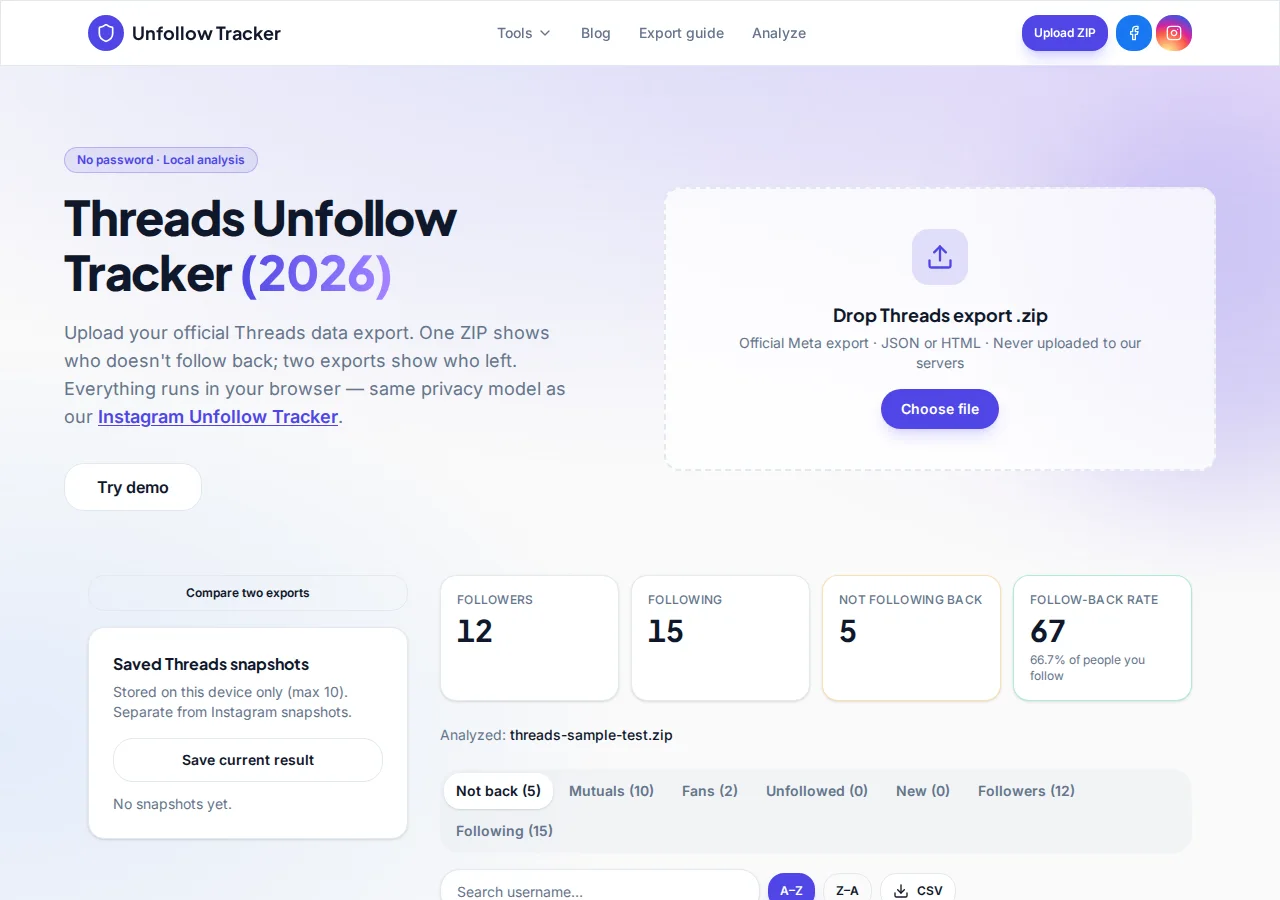 Unfollow Tracker
Tools
Blog
Export guide
Analyze
Upload ZIP
No password · Local analysis
Threads Unfollow
Tracker (2026)
Upload your official Threads data export. One ZIP shows
who doesn't follow back; two exports show who left.
Everything runs in your browser — same privacy model as
our Instagram Unfollow Tracker.
Try demo
Drop Threads export .zip
Official Meta export · JSON or HTML · Never uploaded to our
servers
Choose file
Compare two exports
Saved Threads snapshots
Stored on this device only (max 10).
Separate from Instagram snapshots.
Save current result
No snapshots yet.
FOLLOWERS
12
FOLLOWING
15
NOT FOLLOWING BACK
5
FOLLOW-BACK RATE
67
66.7% of people you
follow
Analyzed: threads-sample-test.zip
Not back (5)
Mutuals (10)
Fans (2)
Unfollowed (0)
New (0)
Followers (12)
Following (15)
Search username...
A–Z
Z–A
CSV